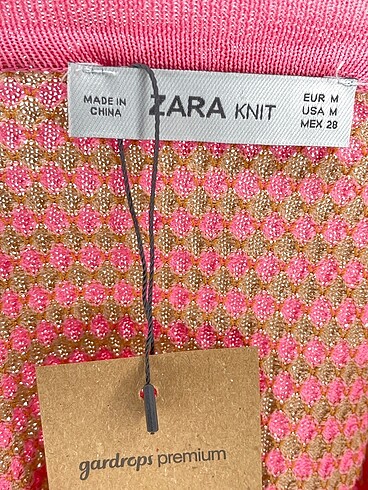 MADE IN
CHINA
ZARA KNIT
EUR M
USA M
MEX 28
gardrops premium